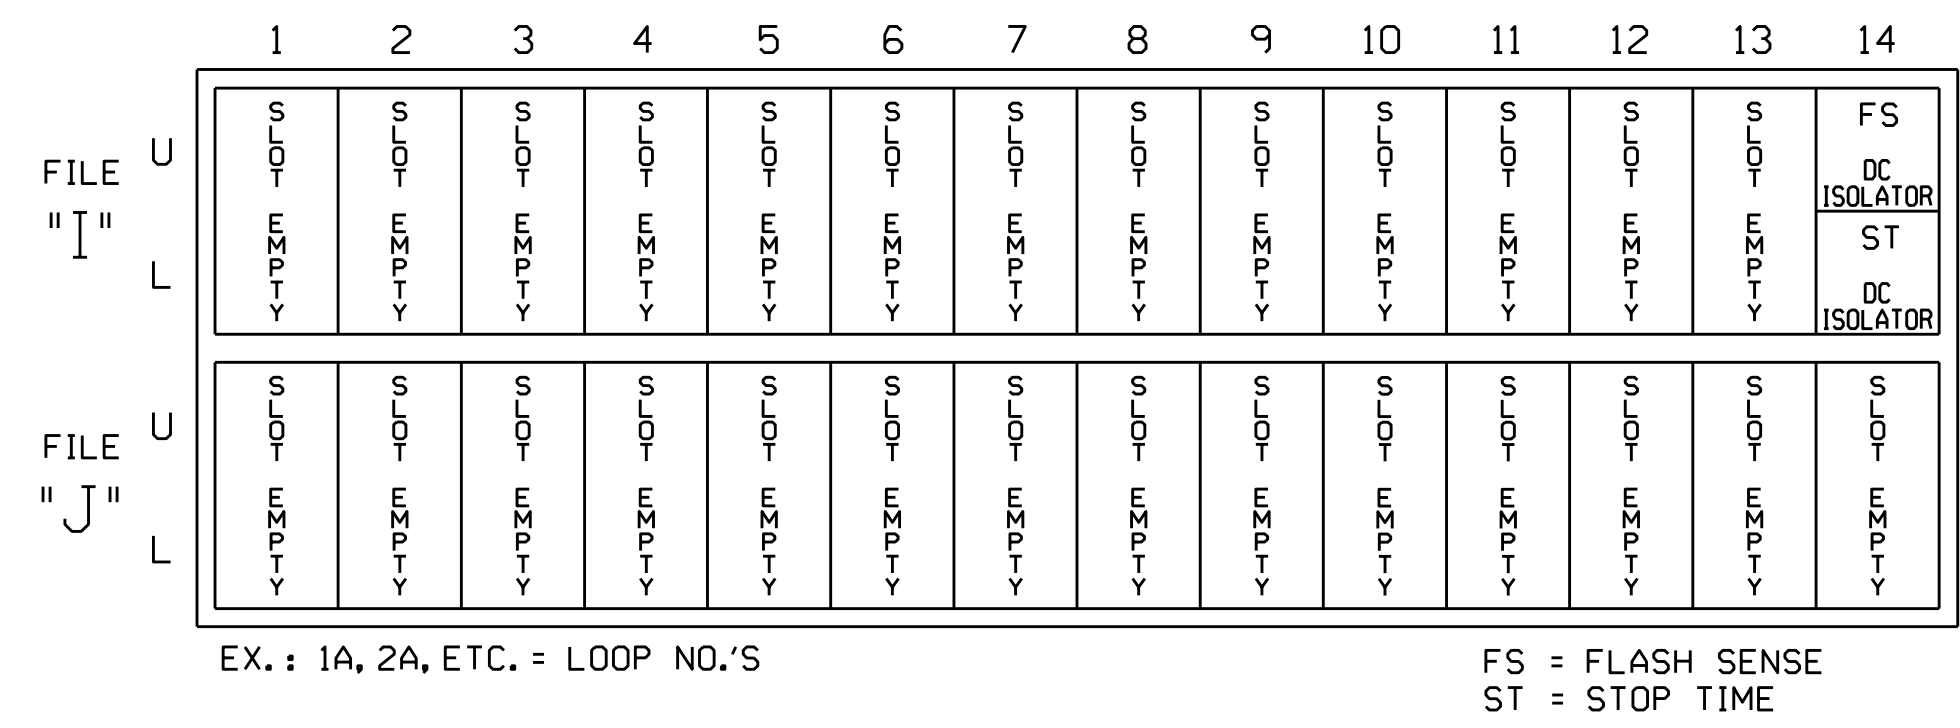 1 2 3 4 5 6 7 8 9 10 11 12 13 14
FILE "I"
U
L
SLOT EMPTY SLOT EMPTY SLOT EMPTY SLOT EMPTY SLOT EMPTY SLOT EMPTY SLOT EMPTY SLOT EMPTY SLOT EMPTY SLOT EMPTY SLOT EMPTY SLOT EMPTY SLOT EMPTY
FS
DC
ISOLATOR
ST
DC
ISOLATOR
FILE "J"
U
L
SLOT EMPTY SLOT EMPTY SLOT EMPTY SLOT EMPTY SLOT EMPTY SLOT EMPTY SLOT EMPTY SLOT EMPTY SLOT EMPTY SLOT EMPTY SLOT EMPTY SLOT EMPTY SLOT EMPTY SLOT EMPTY
EX.: 1A, 2A, ETC. = LOOP NO.'S
FS = FLASH SENSE
ST = STOP TIME